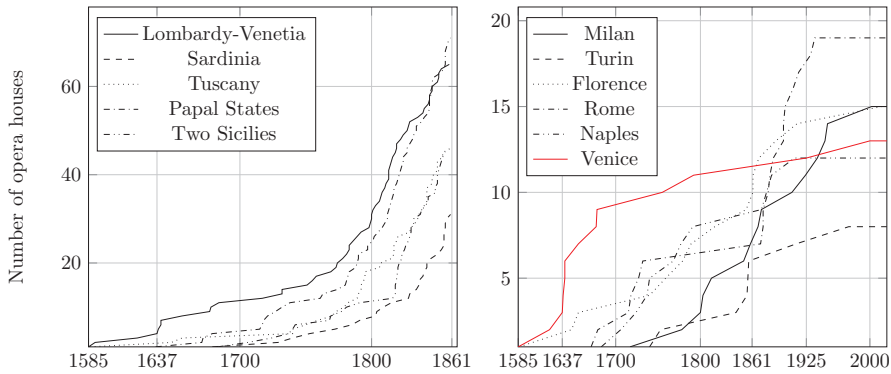 Number of opera houses
60
40
20
1585 1637 1700 1800 1861
Lombardy-Venetia
Sardinia
Tuscany
Papal States
Two Sicilies
20
15
10
5
1585 1637 1700 1800 1861 1925 2000
Milan
Turin
Florence
Rome
Naples
Venice